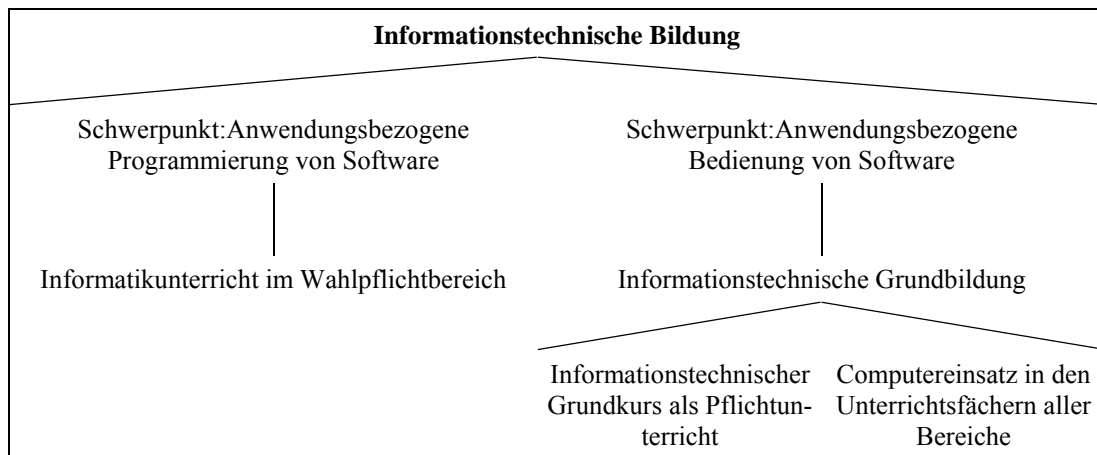 Informationstechnische Bildung
Schwerpunkt:Anwendungsbezogene
Programmierung von Software
Schwerpunkt:Anwendungsbezogene
Bedienung von Software
Informatikunterricht im Wahlpflichtbereich
Informationstechnische Grundbildung
Informationstechnischer
Grundkurs als Pflichtun-
terricht
Computereinsatz in den
Unterrichtsfächern aller
Bereiche